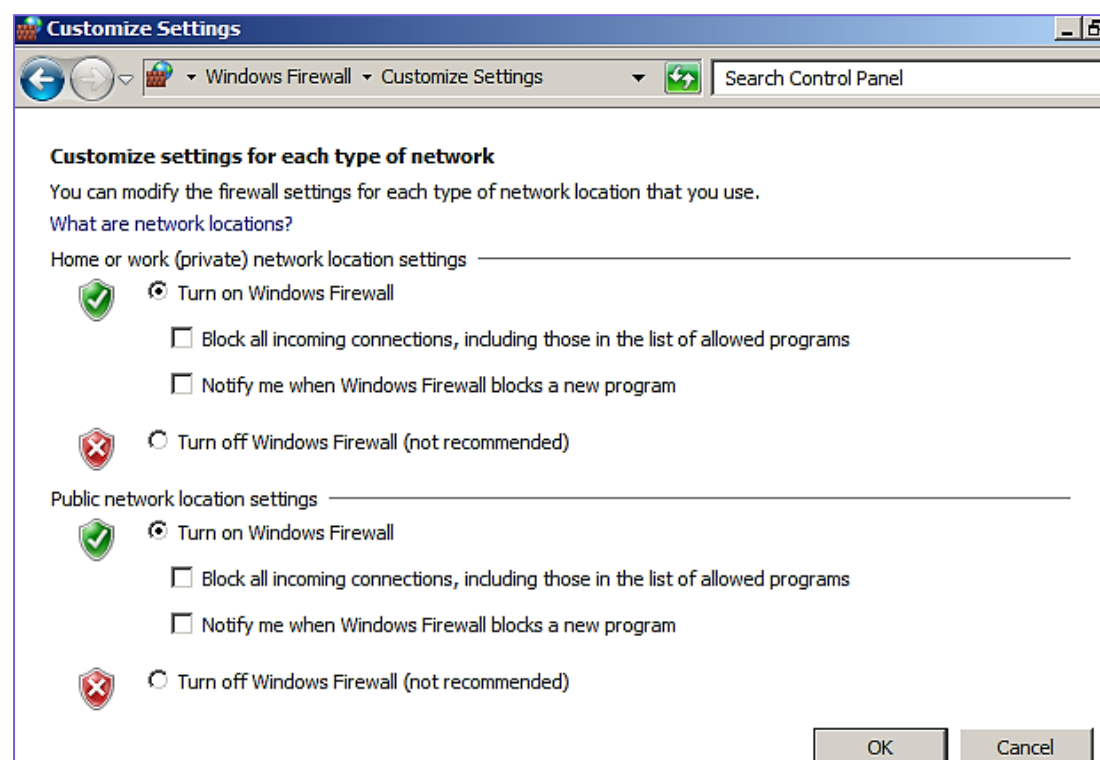 Customize Settings
Windows Firewall Customize Settings Search Control Panel
Customize settings for each type of network
You can modify the firewall settings for each type of network location that you use.
What are network locations?
Home or work (private) network location settings
Turn on Windows Firewall
Block all incoming connections, including those in the list of allowed programs
Notify me when Windows Firewall blocks a new program
Turn off Windows Firewall (not recommended)
Public network location settings
Turn on Windows Firewall
Block all incoming connections, including those in the list of allowed programs
Notify me when Windows Firewall blocks a new program
Turn off Windows Firewall (not recommended)
OK Cancel